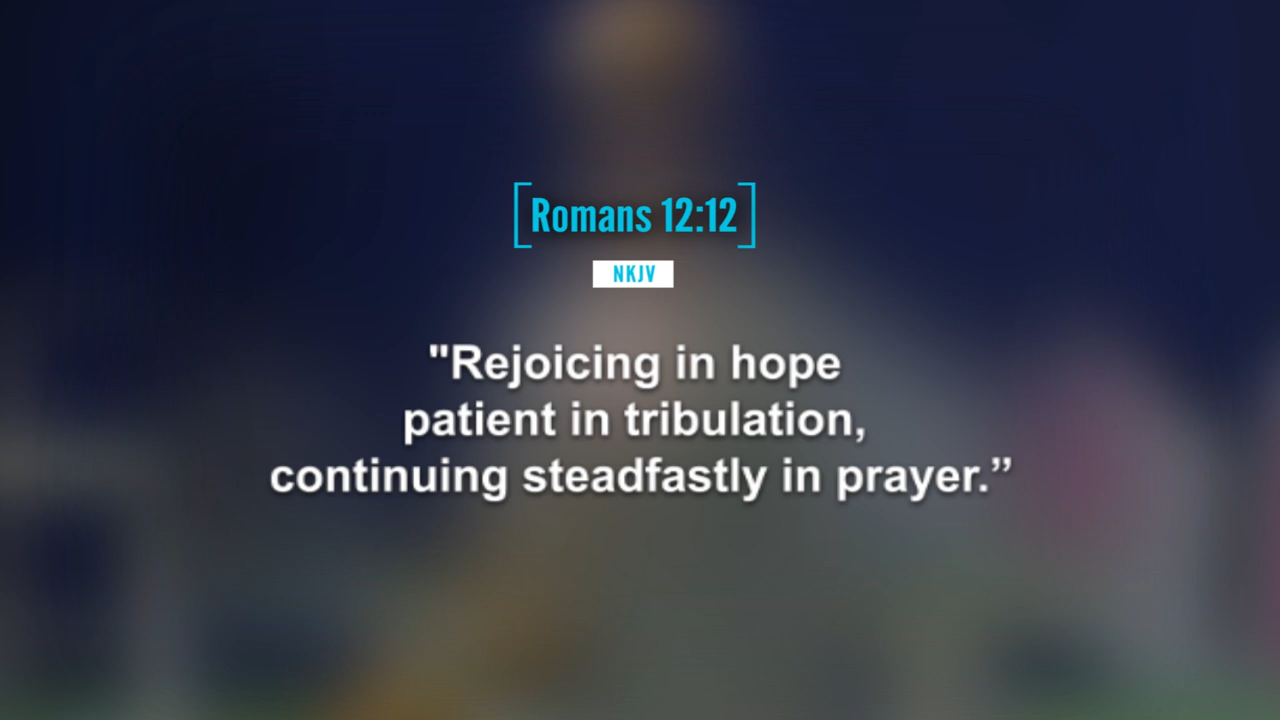 [Romans 12:12]
NKJV
"Rejoicing in hope
patient in tribulation,
continuing steadfastly in prayer.”